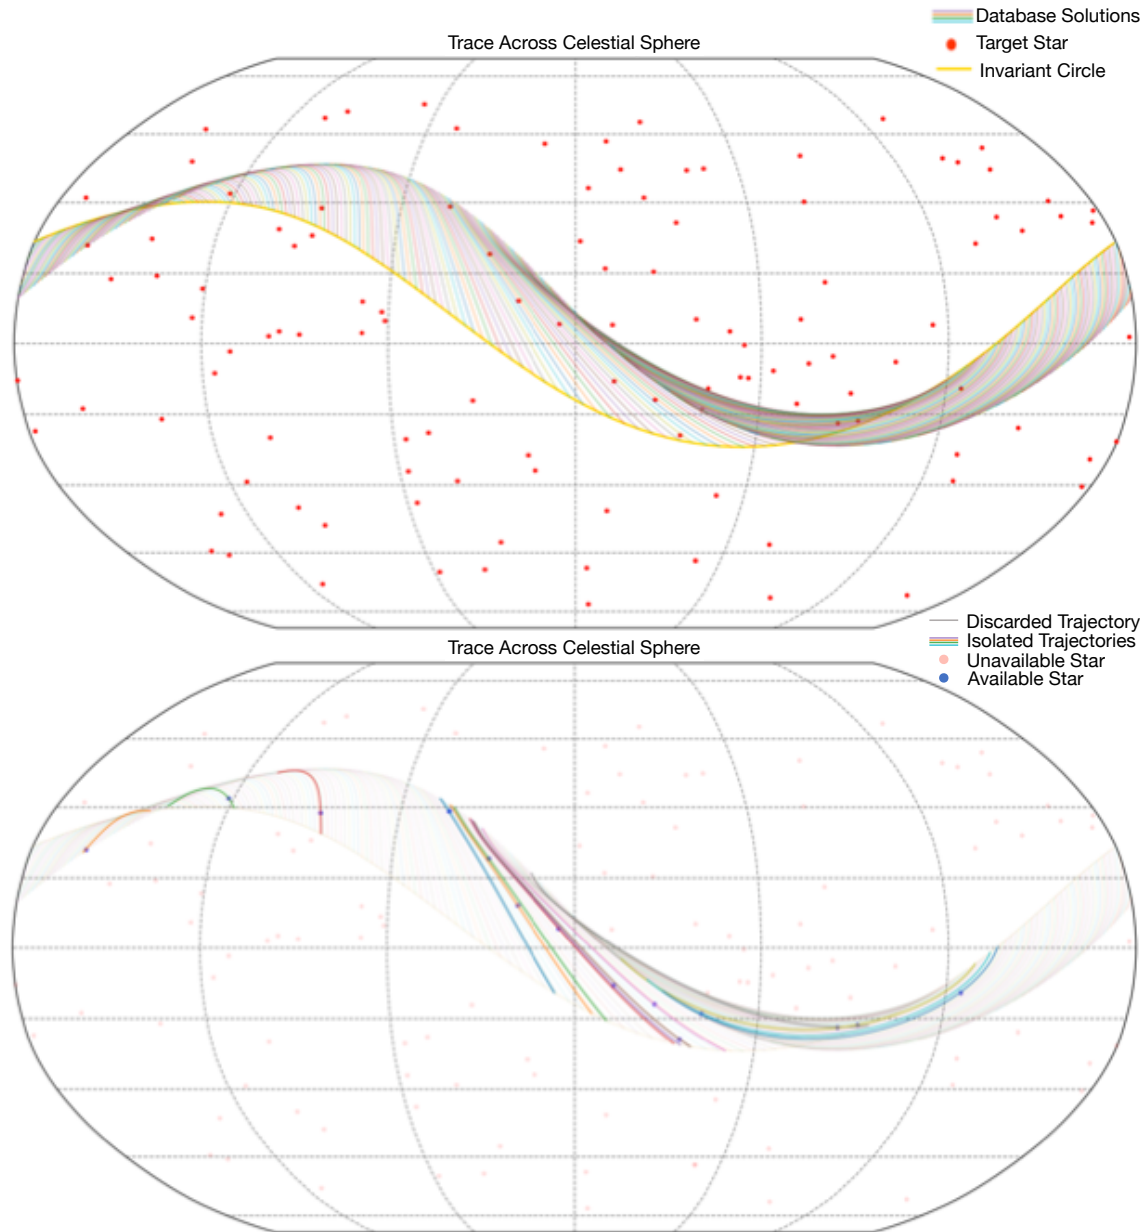 Database Solutions
Target Star
Invariant Circle
Trace Across Celestial Sphere
Discarded Trajectory
Isolated Trajectories
Unavailable Star
Available Star
Trace Across Celestial Sphere